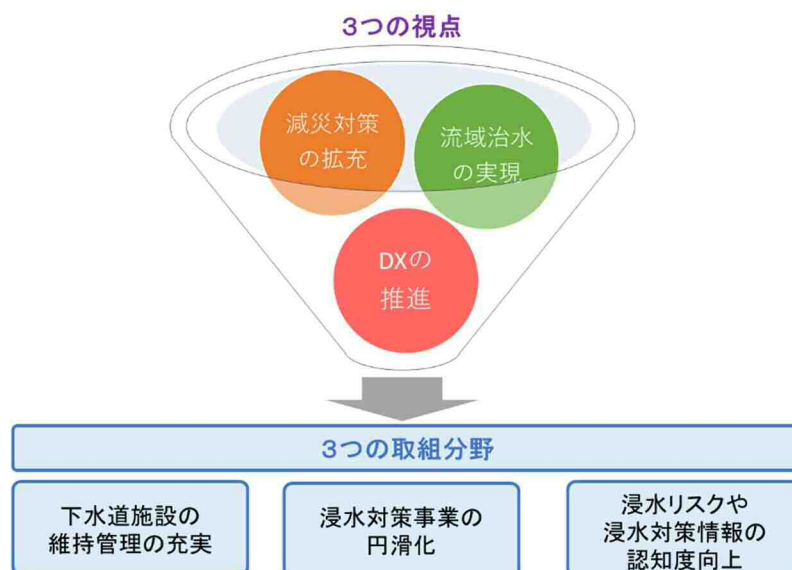 3つの視点
減災対策
の拡充
流域治水
の実現
DXの
推進
3つの取組分野
下水道施設の
維持管理の充実
浸水対策事業の
円滑化
浸水リスクや
浸水対策情報の
認知度向上